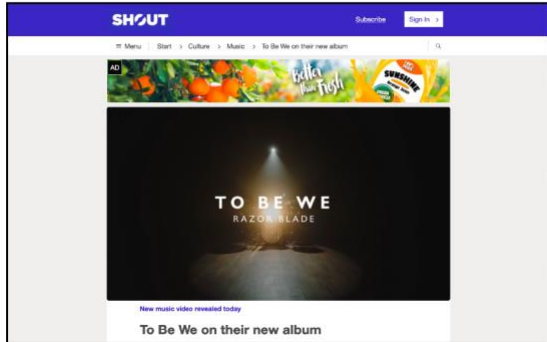 SHOUT
Subscribe
Sign In >
≡ Menu Start > Culture > Music > To Be We on their new album
AD
Better
than Fresh
SUNSHINE
TO BE WE
RAZOR BLADE
New music video revealed today
To Be We on their new album